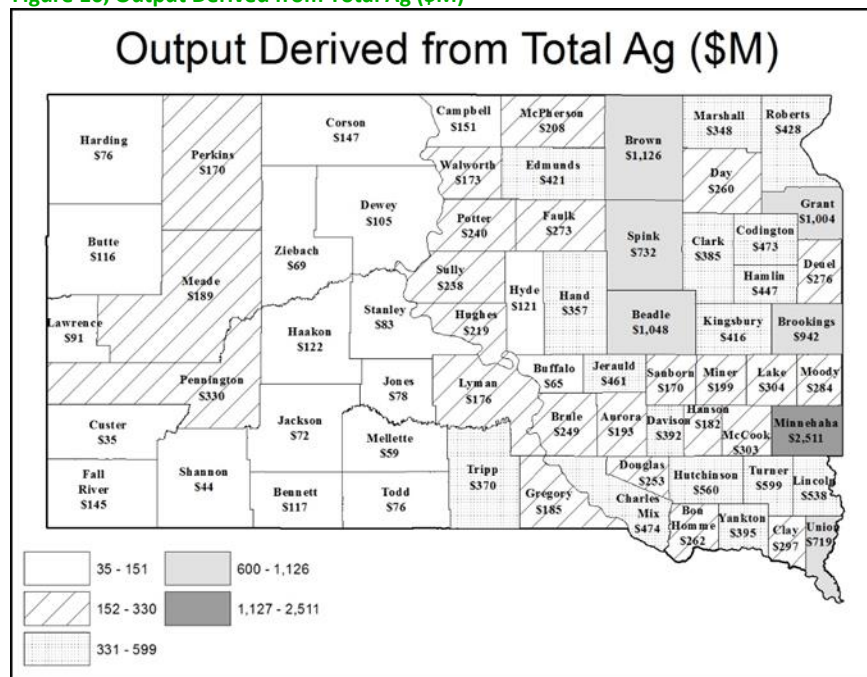 Output Derived from Total Ag ($M)
Output Derived from Total Ag ($M)
Harding
$76
Perkins
$170
Corson
$147
Campbell
$151
McPherson
$208
Brown
$1,126
Marshall
$348
Roberts
$428
Walworth
$173
Edmunds
$421
Day
$260
Dewey
$105
Grant
$1,004
Butte
$116
Ziebach
$69
Potter
$240
Faulk
$273
Spink
$732
Clark
$385
Codington
$473
Hamlin
$447
Deuel
$276
Meade
$189
Sully
$258
Lawrence
$91
Haakon
$122
Stanley
$83
Hughes
$219
Hyde
$121
Hand
$357
Beadle
$1,048
Kingsbury
$416
Brookings
$942
Pennington
$330
Jones
$78
Lyman
$176
Buffalo
$65
Jerauld
$461
Sanborn
$170
Miner
$199
Lake
$304
Moody
$284
Custer
$35
Jackson
$72
Mellette
$59
Brule
$249
Aurora
$193
Davison
$392
Hanson
$182
McCook
$303
Minnehaha
$2,511
Fall
River
$145
Shannon
$44
Bennett
$117
Todd
$76
Tripp
$370
Gregory
$185
Douglas
$253
Charles
Mix
$474
Hutchinson
$560
Turner
$599
Lincoln
$538
Bon
Homme
$262
Yankton
$395
Clay
$297
Union
$719
35 - 151
152 - 330
331 - 599
600 - 1,126
1,127 - 2,511